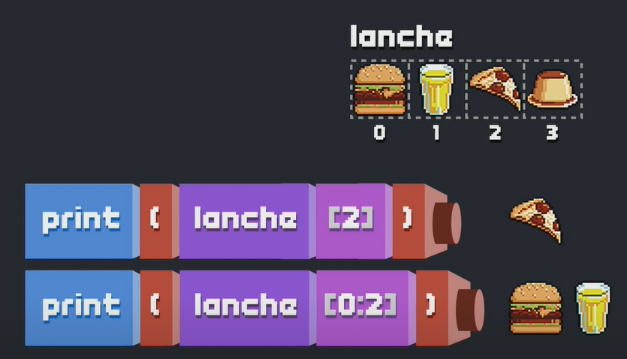 lanche
0 1 2 3
print ( lanche [2] )
print ( lanche [0:2] )